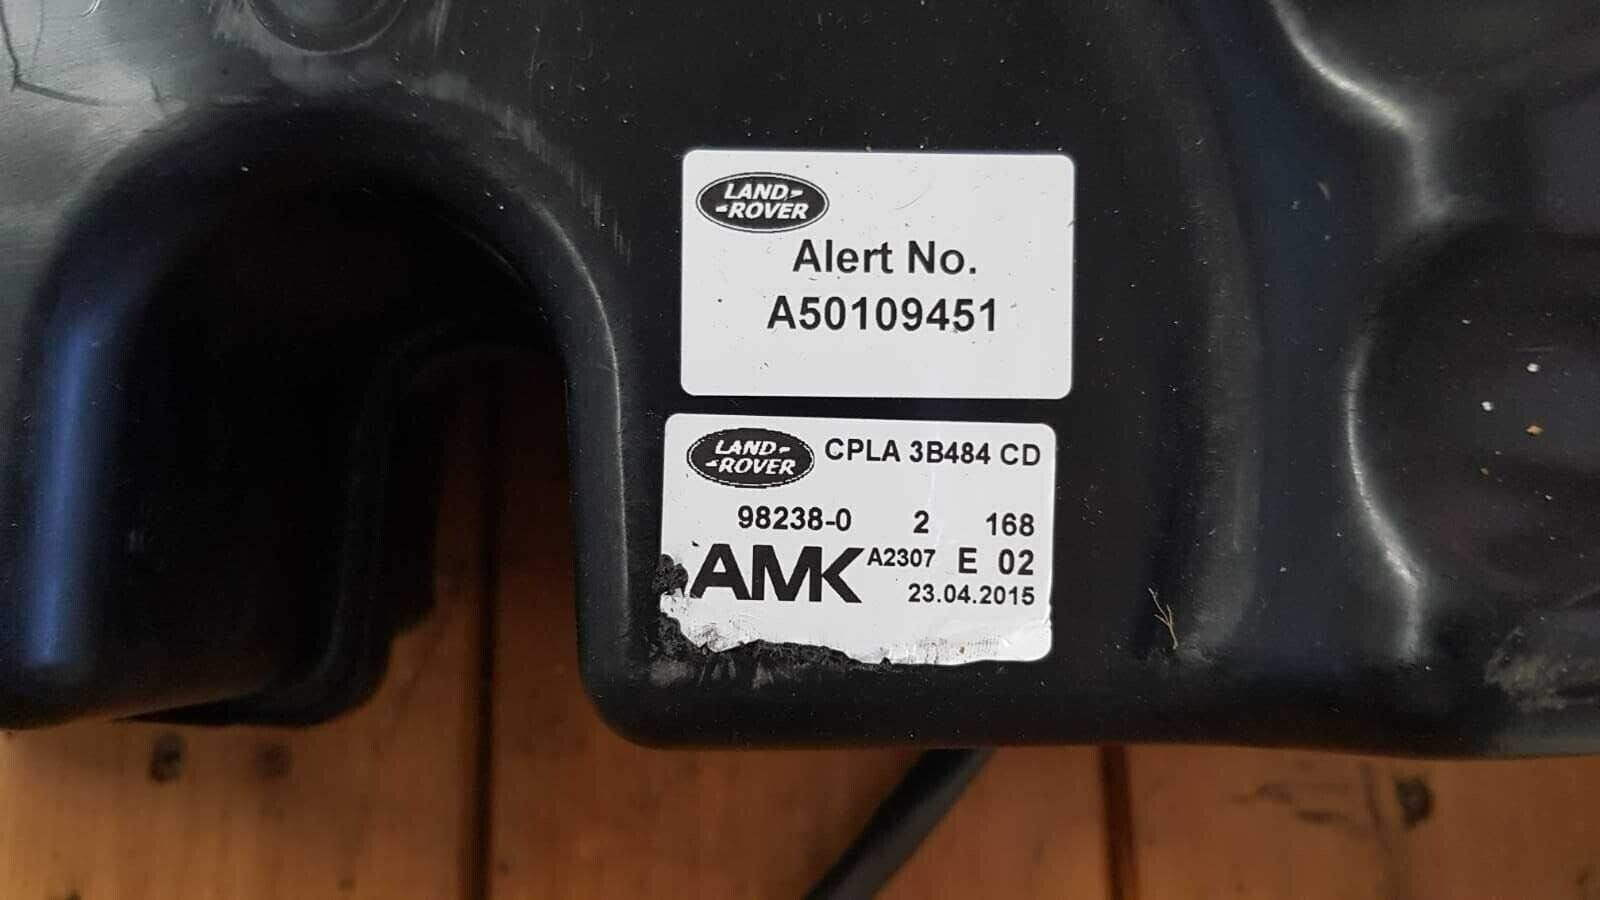 LAND
ROVER
Alert No.
A50109451
LAND
ROVER
CPLA 3B484 CD
98238-0 2 168
AMK A2307 E 02
23.04.2015